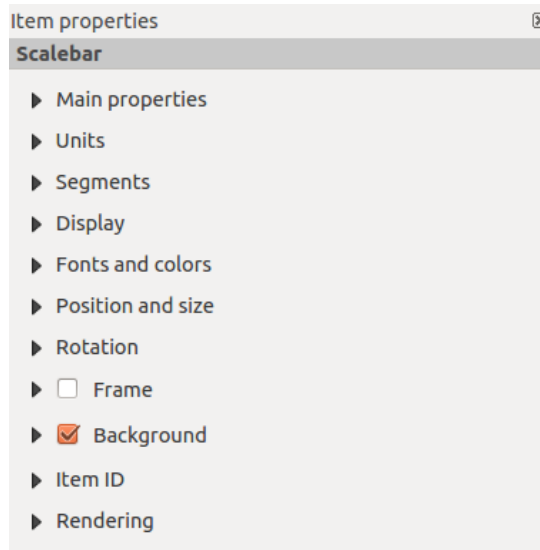 Item properties
Scalebar
Main properties
Units
Segments
Display
Fonts and colors
Position and size
Rotation
Frame
Background
Item ID
Rendering